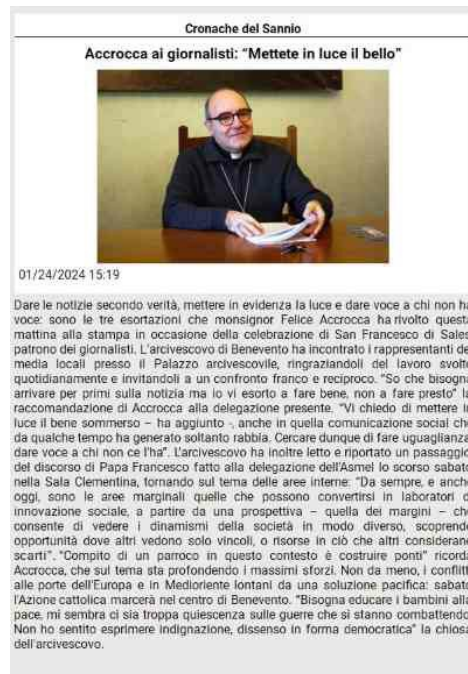 Cronache del Sannio
Accrocca ai giornalisti: “Mettete in luce il bello”
01/24/2024 15:19
Dare le notizie secondo verità, mettere in evidenza la luce e dare voce a chi non ha
voce: sono le tre esortazioni che monsignor Felice Accrocca ha rivolto questa
mattina alla stampa in occasione della celebrazione di San Francesco di Sales,
patrono dei giornalisti. L’arcivescovo di Benevento ha incontrato i rappresentanti dei
media locali presso il Palazzo arcivescovile, ringraziandoli del lavoro svolto
quotidianamente e invitandoli a un confronto franco e reciproco. “So che bisogna
arrivare per primi sulla notizia ma io vi esorto a fare bene, non a fare presto” la
raccomandazione di Accrocca alla delegazione presente. “Vi chiedo di mettere in
luce il bene sommerso – ha aggiunto -, anche in quella comunicazione social che
da qualche tempo ha generato soltanto rabbia. Cercare dunque di fare uguaglianza,
dare voce a chi non ce l’ha”. L’arcivescovo ha inoltre letto e riportato un passaggio
del discorso di Papa Francesco fatto alla delegazione dell’Asmel lo scorso sabato
nella Sala Clementina, tornando sul tema delle aree interne: “Da sempre, e anche
oggi, sono le aree marginali quelle che possono convertirsi in laboratori di
innovazione sociale, a partire da una prospettiva – quella dei margini – che
consente di vedere i dinamismi della società in modo diverso, scoprendo
opportunità dove altri vedono solo vincoli, o risorse in ciò che altri considerano
scarti”. “Compito di un parroco in questo contesto è costruire ponti” ricorda
Accrocca, che sul tema sta profondendo i massimi sforzi. Non da meno, i conflitti
alle porte dell’Europa e in Medioriente lontani da una soluzione pacifica: sabato
l’Azione cattolica marcerà nel centro di Benevento. “Bisogna educare i bambini alla
pace, mi sembra ci sia troppa quiescenza sulle guerre che si stanno combattendo.
Non ho sentito esprimere indignazione, dissenso in forma democratica” la chiosa
dell’arcivescovo.